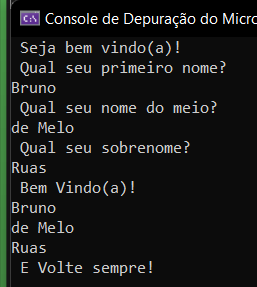 C:\ Console de Depuração do Micro
Seja bem vindo(a)!
Qual seu primeiro nome?
Bruno
Qual seu nome do meio?
de Melo
Qual seu sobrenome?
Ruas
Bem Vindo(a)!
Bruno
de Melo
Ruas
E Volte sempre!